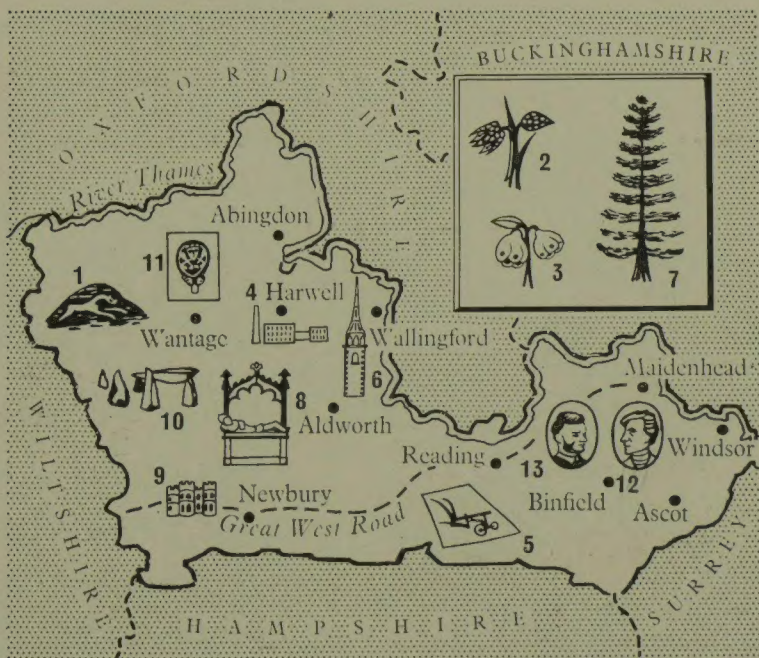 BUCKINGHAMSHIRE
OXFORDSHIRE
River Thames
2
Abingdon
1
11
4 Harwell
3
7
Wantage
Wallingford
6
Maidenhead
10
8
Aldworth
WILTSHIRE
Reading
13
Windsor
9
Newbury
Binfield
12
Great West Road
Ascot
5
SURREY
HAMPSHIRE